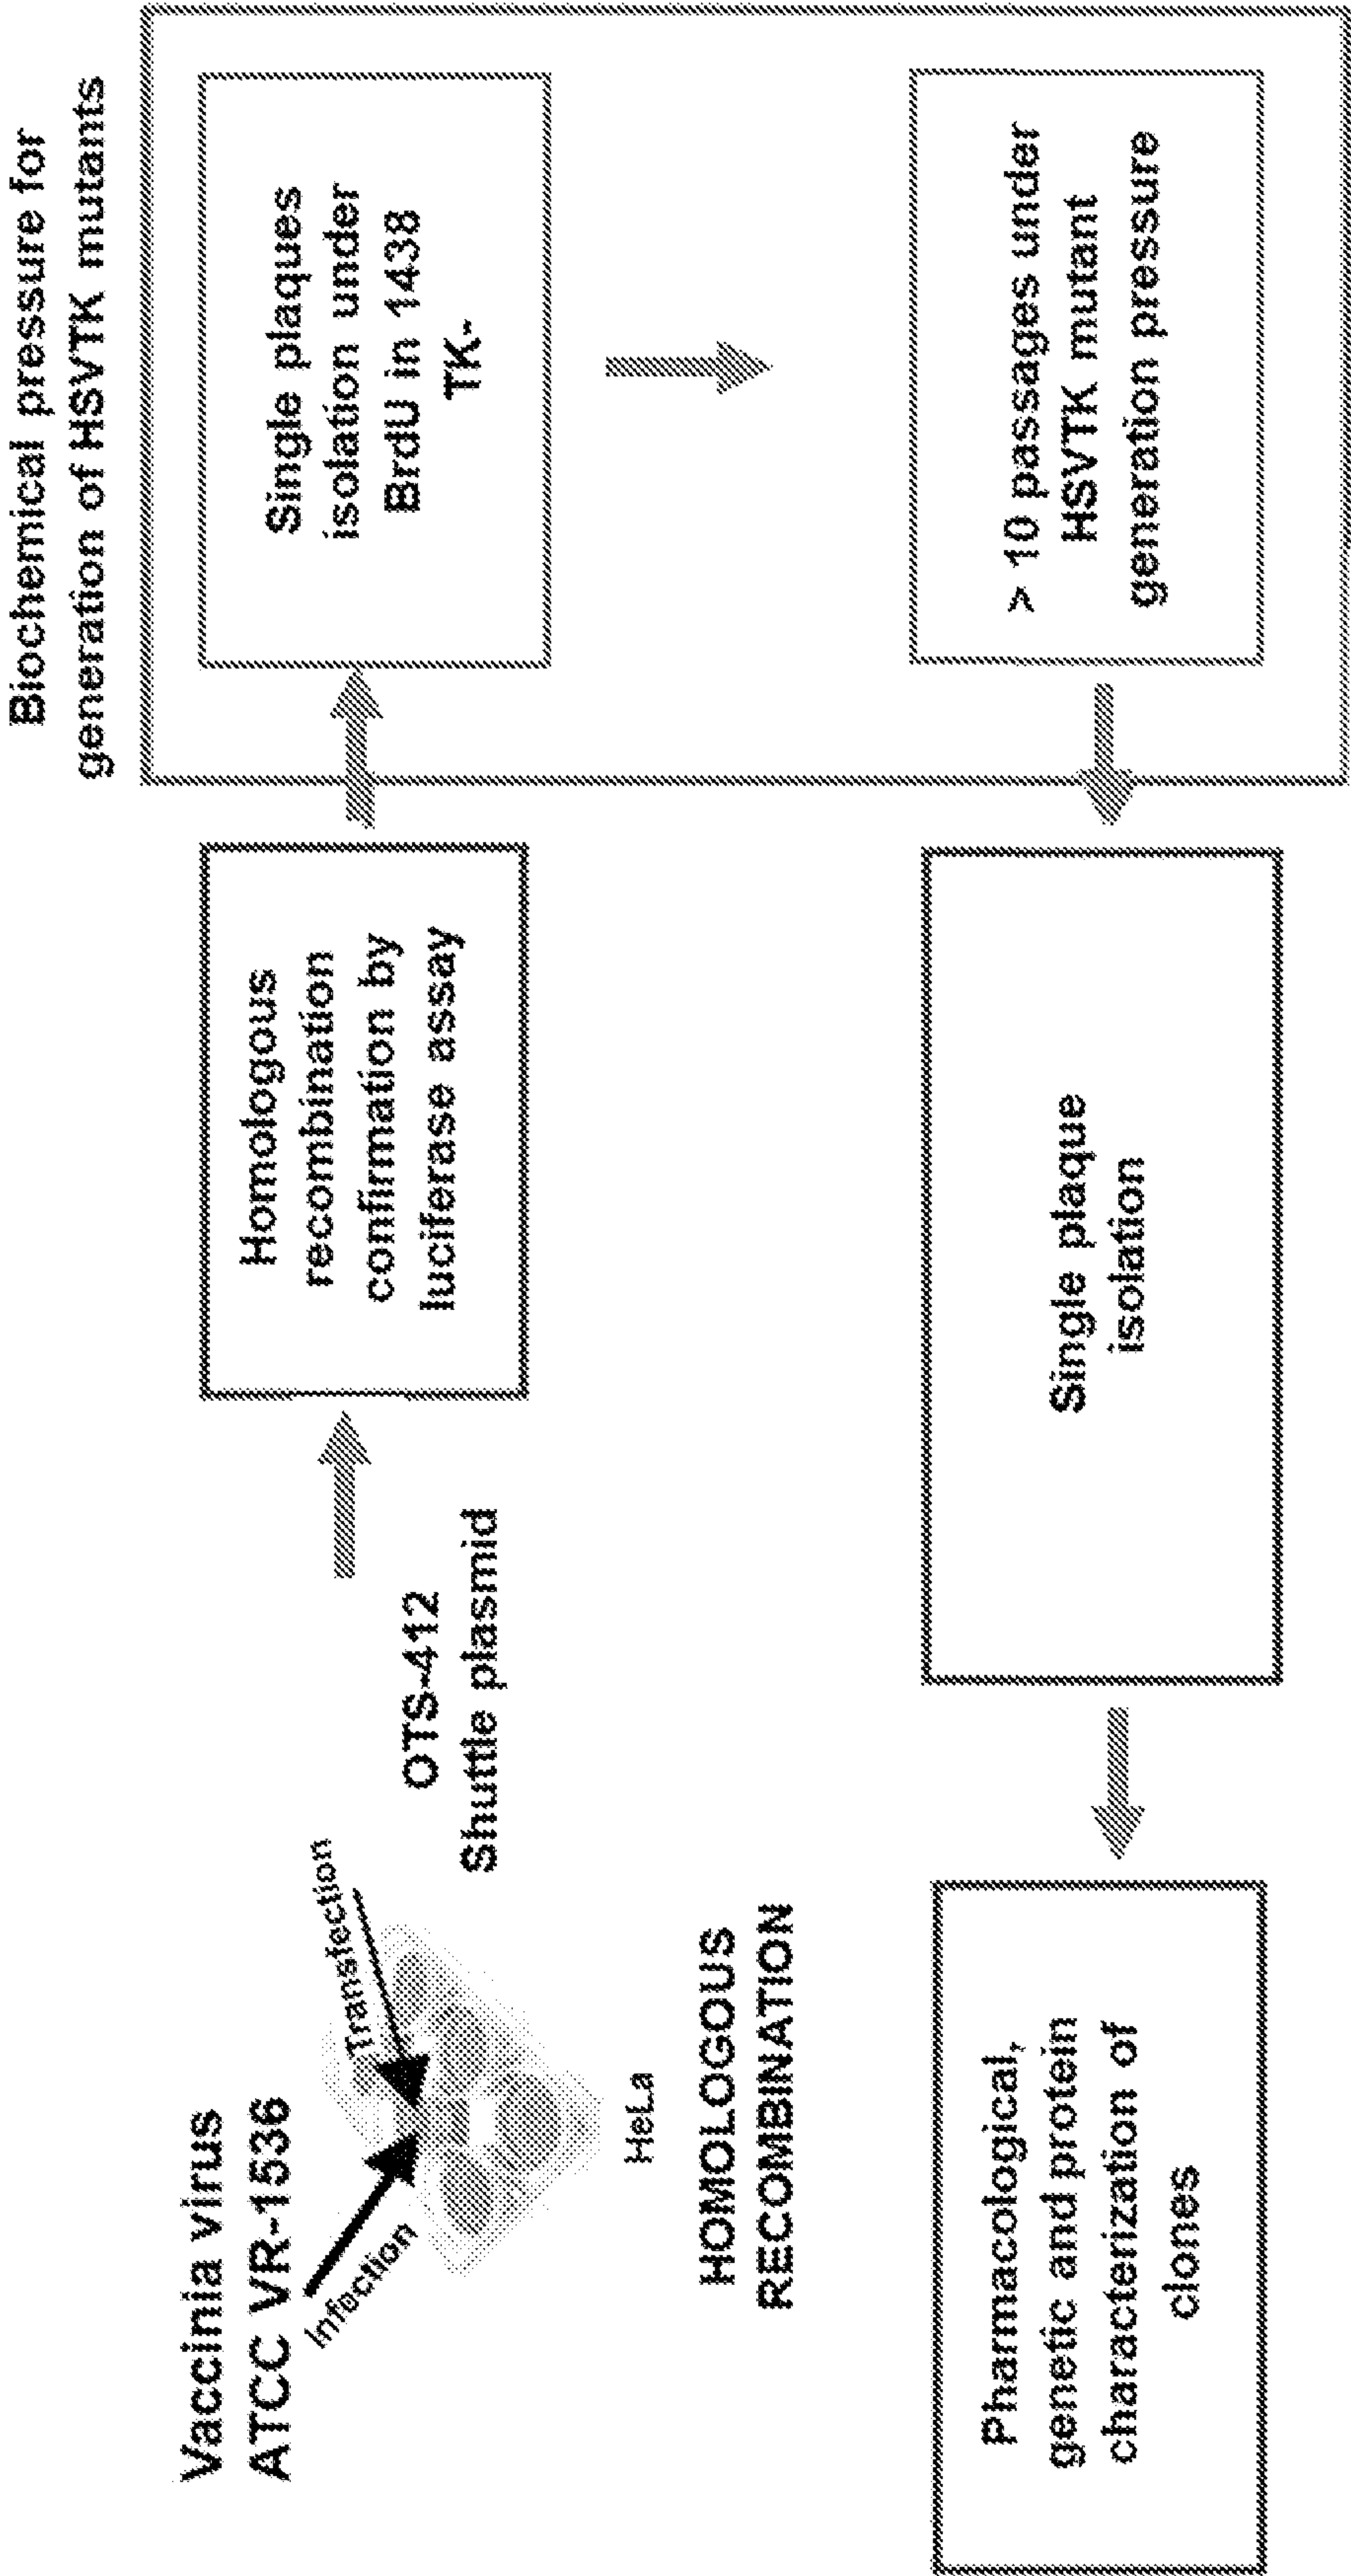 Vaccinia virus
ATCC VR-1536
Infection
Transfection
HeLa
OTS-412
Shuttle plasmid
HOMOLOGOUS
RECOMBINATION
Homologous
recombination
confirmation by
luciferase assay
Biochemical pressure for
generation of HSVTK mutants
Single plaques
isolation under
BrdU in 1438
TK-
> 10 passages under
HSVTK mutant
generation pressure
Single plaque
isolation
Pharmacological,
genetic and protein
characterization of
clones